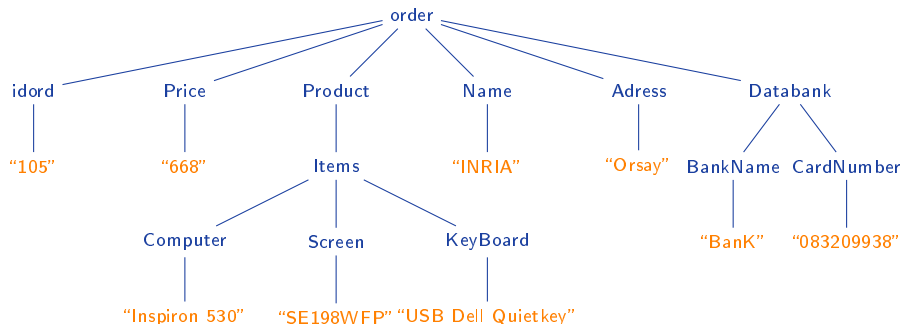 order
idord Price Product Name Adress Databank
“105” “668” Items “INRIA” “Orsay” BankName CardNumber
Computer Screen KeyBoard “BanK” “083209938”
“Inspiron 530” “SE198WFP” “USB Dell Quietkey”